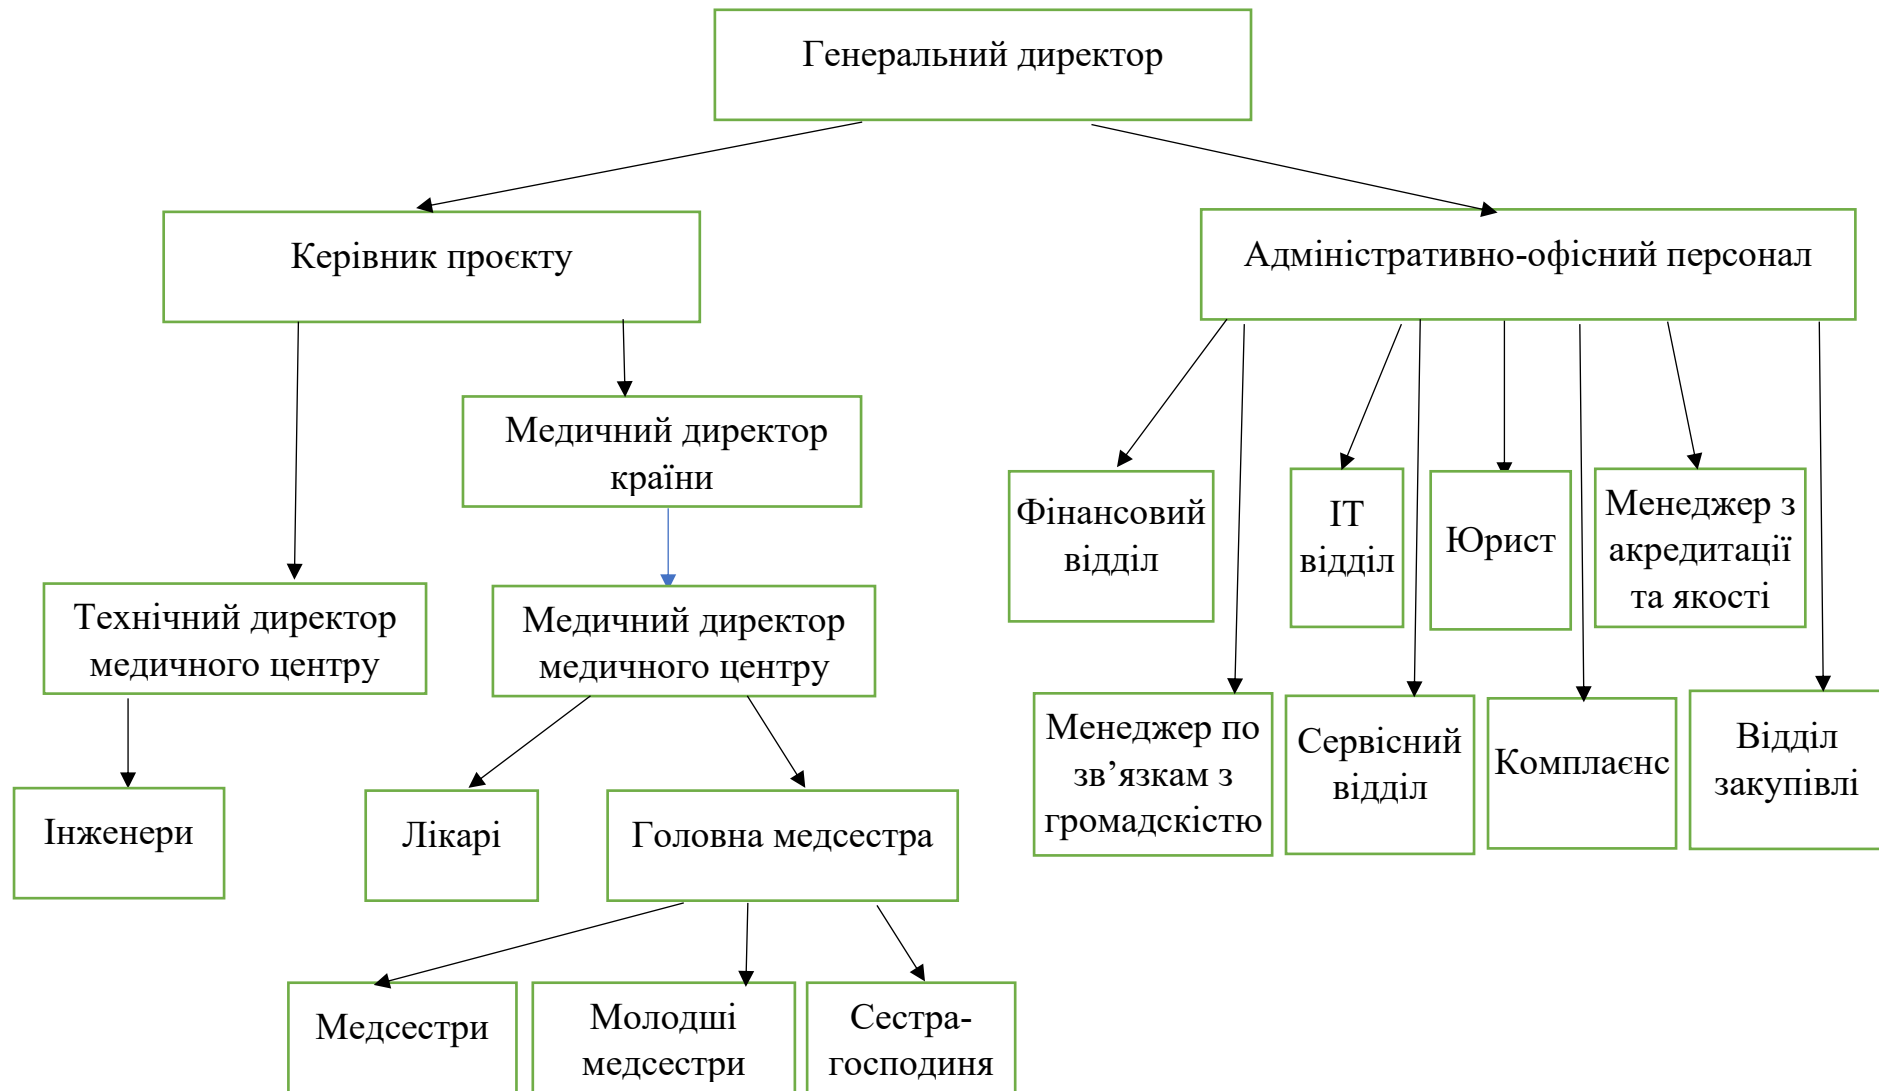 Генеральний директор
Керівник проєкту
Адміністративно-офісний персонал
Медичний директор
країни
Фінансовий
відділ
ІТ
відділ
Юрист
Менеджер з
акредитації
та якості
Технічний директор
медичного центру
Медичний директор
медичного центру
Менеджер по
зв’язкам з
громадскістю
Сервісний
відділ
Комплаєнс
Відділ
закупівлі
Інженери
Лікарі
Головна медсестра
Медсестри
Молодші
медсестри
Сестра-
господиня